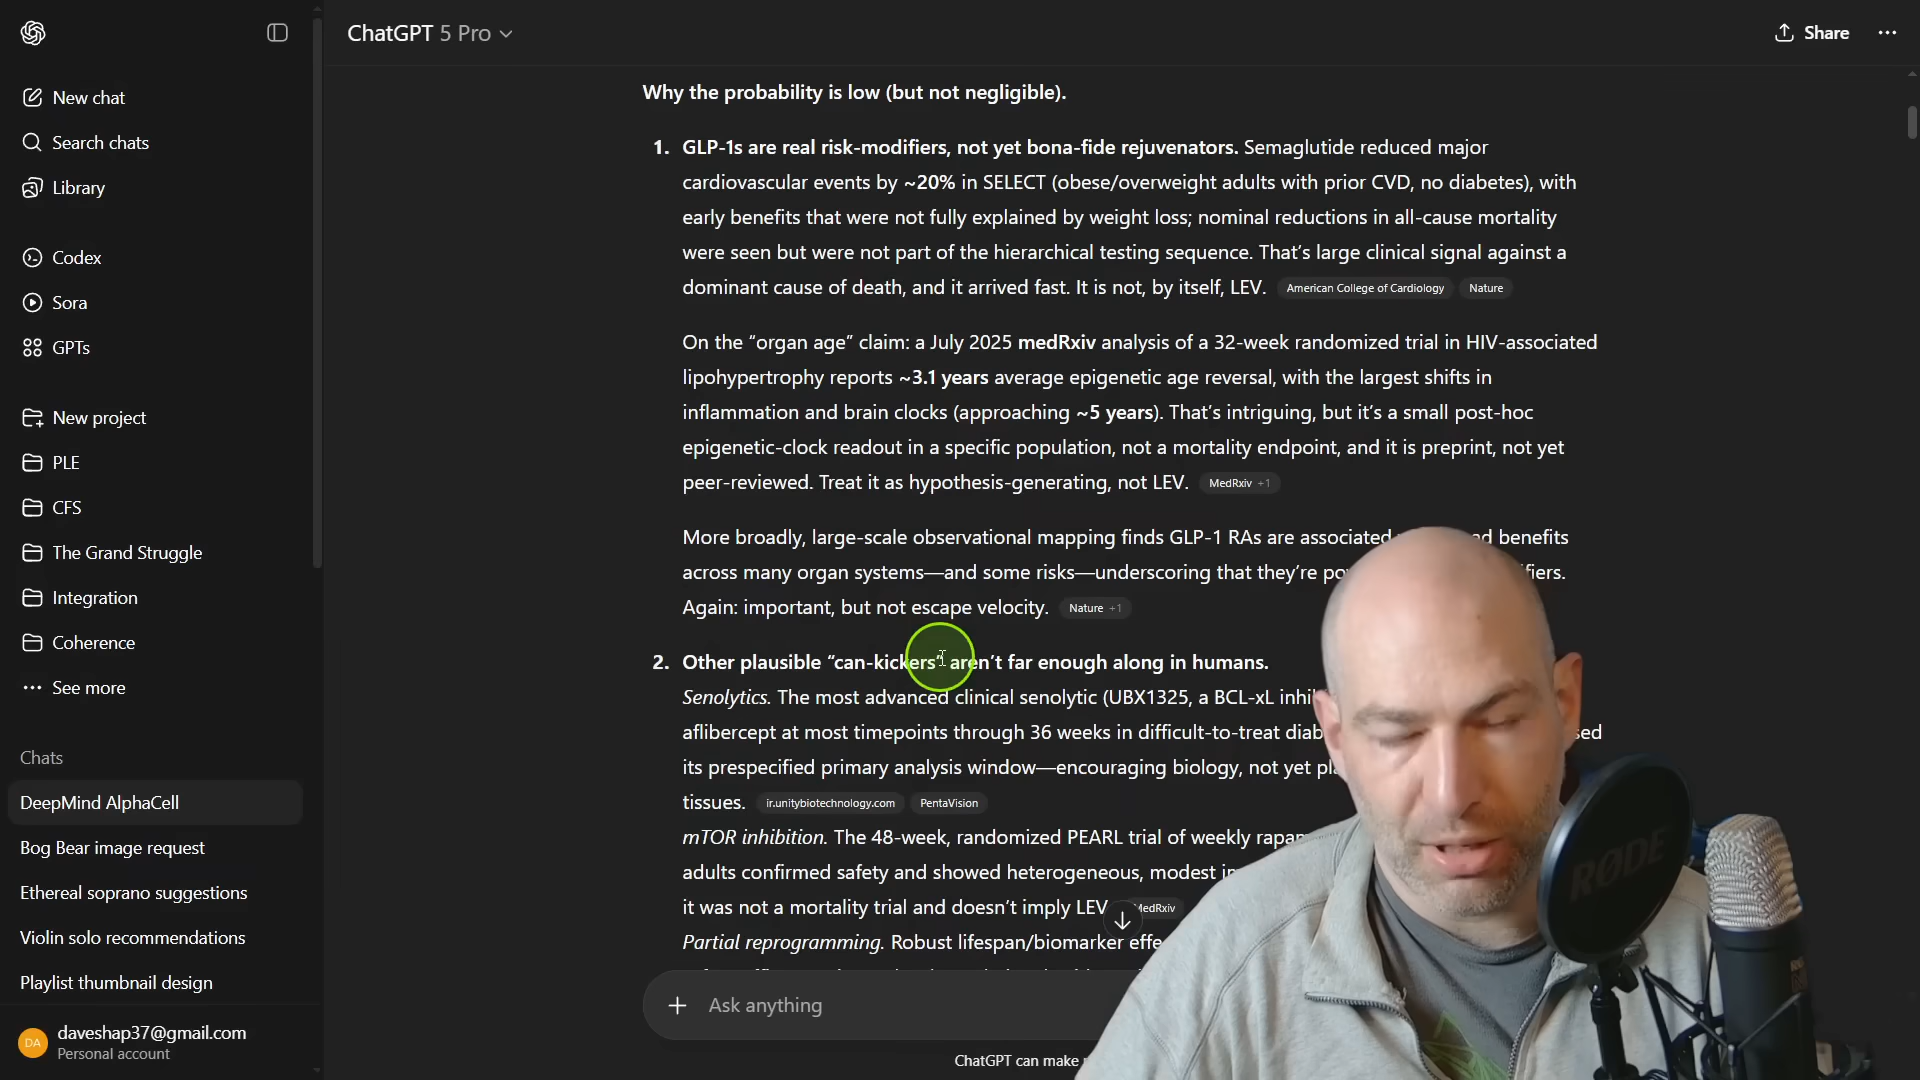 ChatGPT 5 Pro
Share
New chat
Search chats
Library
Codex
Sora
GPTs
New project
PLE
CFS
The Grand Struggle
Integration
Coherence
See more
Chats
DeepMind AlphaCell
Bog Bear image request
Ethereal soprano suggestions
Violin solo recommendations
Playlist thumbnail design
DA
daveshap37@gmail.com
Personal account
Why the probability is low (but not negligible).
1. GLP-1s are real risk-modifiers, not yet bona-fide rejuvenators. Semaglutide reduced major
cardiovascular events by ~20% in SELECT (obese/overweight adults with prior CVD, no diabetes), with
early benefits that were not fully explained by weight loss; nominal reductions in all-cause mortality
were seen but were not part of the hierarchical testing sequence. That's large clinical signal against a
dominant cause of death, and it arrived fast. It is not, by itself, LEV. American College of Cardiology Nature
On the “organ age” claim: a July 2025 medRxiv analysis of a 32-week randomized trial in HIV-associated
lipohypertrophy reports ~3.1 years average epigenetic age reversal, with the largest shifts in
inflammation and brain clocks (approaching ~5 years). That's intriguing, but it's a small post-hoc
epigenetic-clock readout in a specific population, not a mortality endpoint, and it is preprint, not yet
peer-reviewed. Treat it as hypothesis-generating, not LEV. MedRxiv +1
More broadly, large-scale observational mapping finds GLP-1 RAs are associated benefits
across many organ systems—and some risks—underscoring that they're
Again: important, but not escape velocity. Nature +1
2. Other plausible “can-kickers” aren't far enough along in humans.
Senolytics. The most advanced clinical senolytic (UBX1325, a BCL-xL
aflibercept at most timepoints through 36 weeks in difficult-to-treat
its prespecified primary analysis window—encouraging biology, not yet
tissues. ir.unitybiotechnology.com PentaVision
mTOR inhibition. The 48-week, randomized PEARL trial of weekly
adults confirmed safety and showed heterogeneous, modest
it was not a mortality trial and doesn't imply LEV. MedRxiv
Partial reprogramming. Robust lifespan/biomarker
Ask anything
ChatGPT can make
RØDE